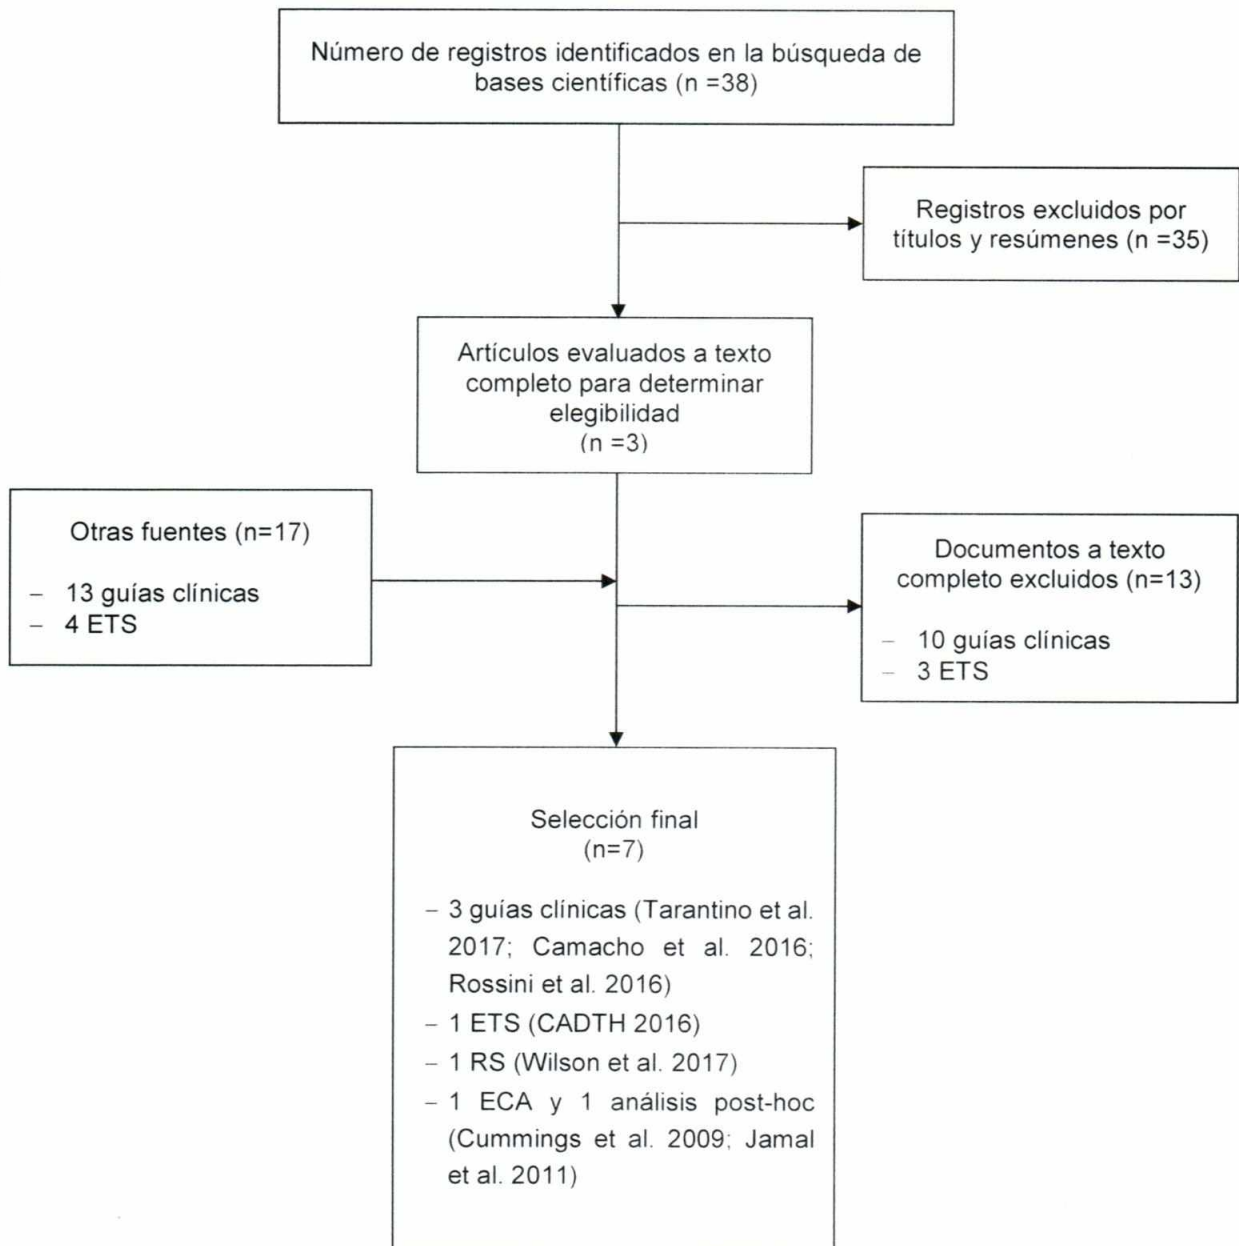 Número de registros identificados en la búsqueda de
bases científicas (n =38)
Registros excluidos por
títulos y resúmenes (n =35)
Artículos evaluados a texto
completo para determinar
elegibilidad
(n =3)
Otras fuentes (n=17)
– 13 guías clínicas
– 4 ETS
Documentos a texto
completo excluidos (n=13)
– 10 guías clínicas
– 3 ETS
Selección final
(n=7)
– 3 guías clínicas (Tarantino et al.
2017; Camacho et al. 2016;
Rossini et al. 2016)
– 1 ETS (CADTH 2016)
– 1 RS (Wilson et al. 2017)
– 1 ECA y 1 análisis post-hoc
(Cummings et al. 2009; Jamal
et al. 2011)